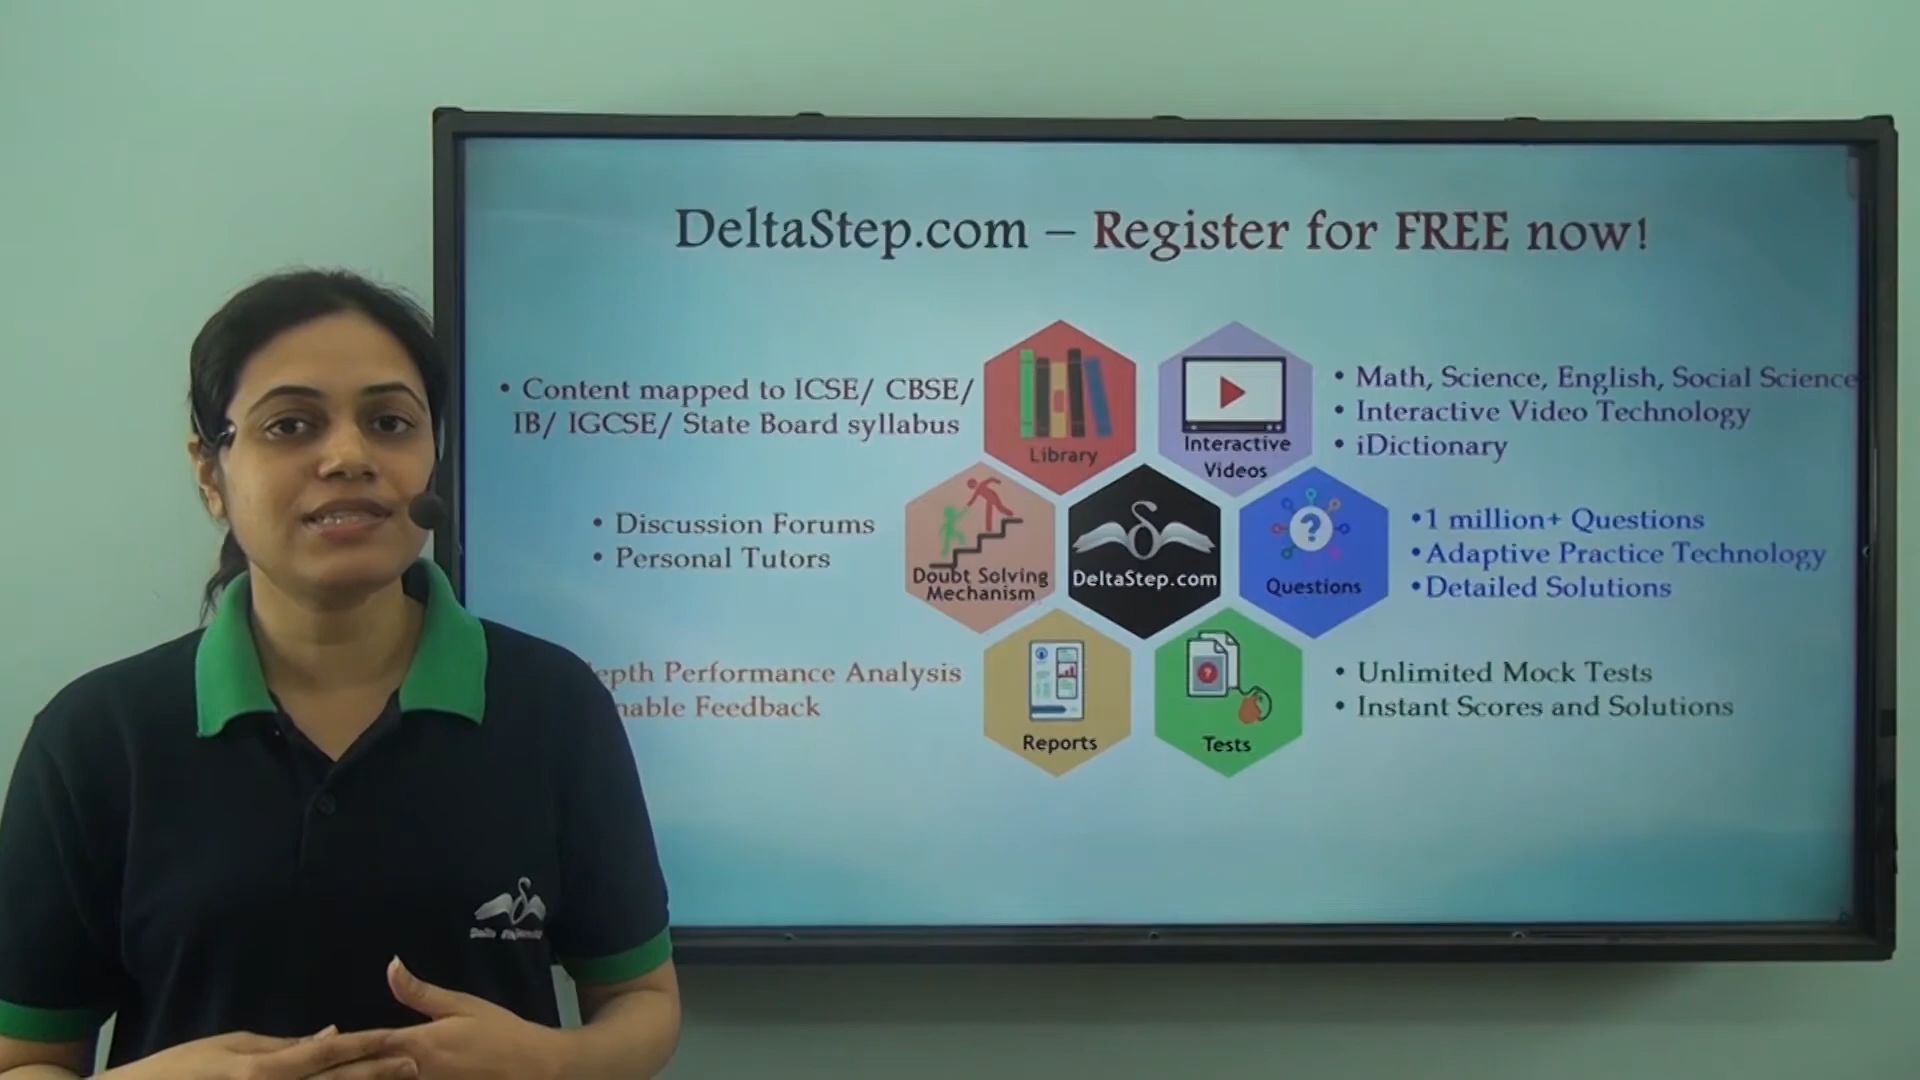 DeltaStep.com – Register for FREE now!
• Content mapped to ICSE/ CBSE/
IB/ IGCSE/ State Board syllabus
Library
Interactive
Videos
• Math, Science, English, Social Science
• Interactive Video Technology
• iDictionary
• Discussion Forums
• Personal Tutors
Doubt Solving
Mechanism
δ
DeltaStep.com
?
Questions
•1 million+ Questions
•Adaptive Practice Technology
•Detailed Solutions
epth Performance Analysis
nable Feedback
Reports
?
Tests
• Unlimited Mock Tests
• Instant Scores and Solutions
δ
Delta